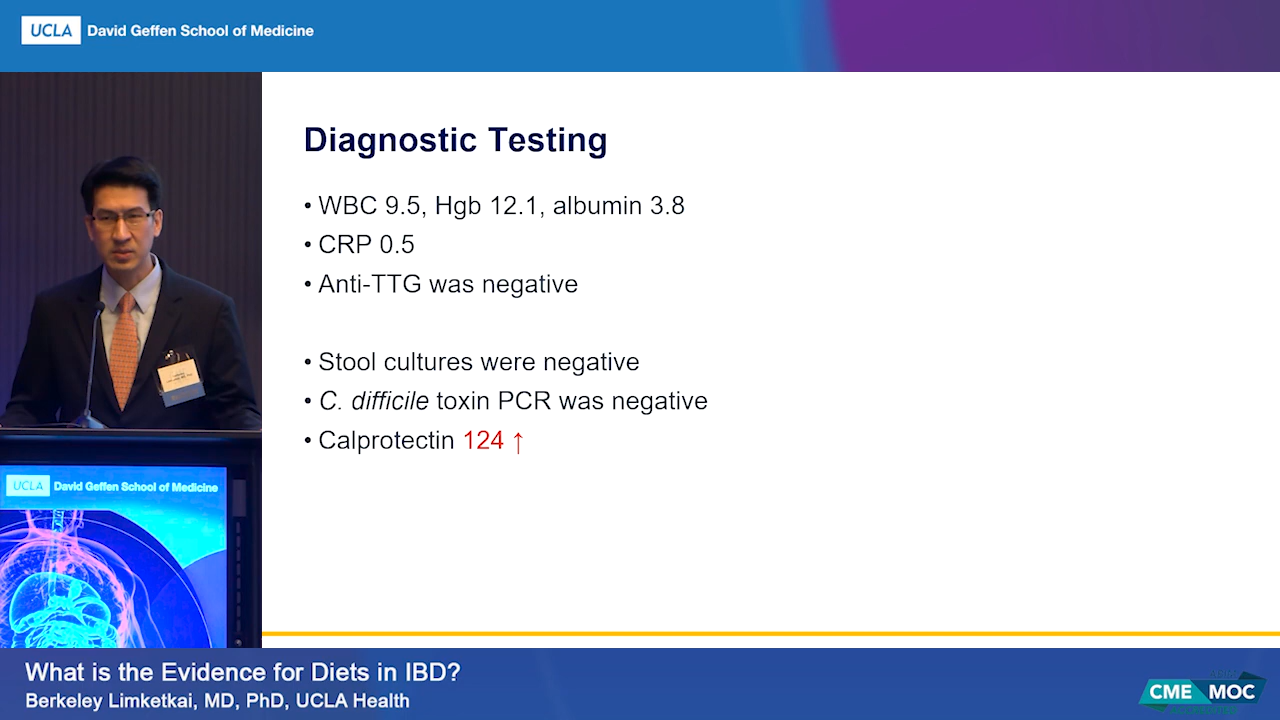 UCLA David Geffen School of Medicine
Diagnostic Testing
• WBC 9.5, Hgb 12.1, albumin 3.8
• CRP 0.5
• Anti-TTG was negative
• Stool cultures were negative
• C. difficile toxin PCR was negative
• Calprotectin 124 ↑
UCLA David Geffen School of Medicine
What is the Evidence for Diets in IBD?
Berkeley Limketkai, MD, PhD, UCLA Health
CME MOC